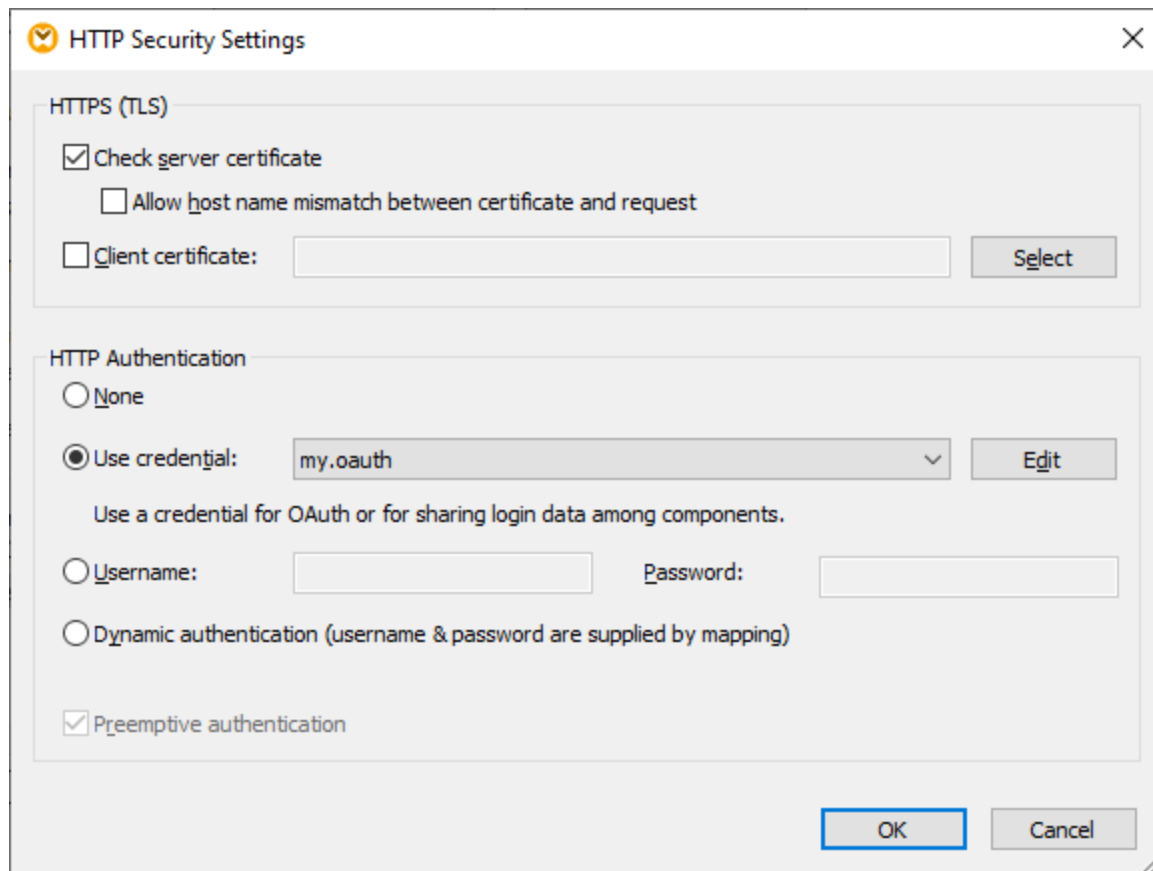 HTTP Security Settings
HTTPS (TLS)
Check server certificate
Allow host name mismatch between certificate and request
Client certificate: Select
HTTP Authentication
None
Use credential: my.oauth Edit
Use a credential for OAuth or for sharing login data among components.
Username: Password:
Dynamic authentication (username & password are supplied by mapping)
Preemptive authentication
OK Cancel